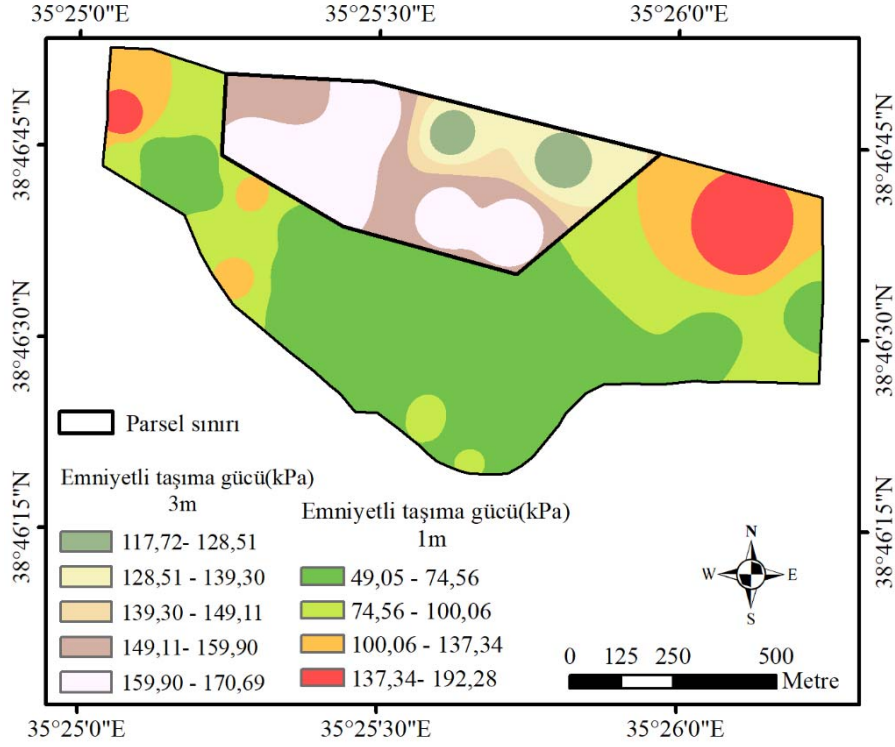 35°25'0"E 35°25'30"E 35°26'0"E
38°46'45"N 38°46'45"N
38°46'30"N 38°46'30"N
38°46'15"N 38°46'15"N
Parsel sınırı
Emniyetli taşıma gücü(kPa)
3m
117,72- 128,51
128,51 - 139,30
139,30 - 149,11
149,11- 159,90
159,90 - 170,69
Emniyetli taşıma gücü(kPa)
1m
49,05 - 74,56
74,56 - 100,06
100,06 - 137,34
137,34- 192,28
N
W E
S
0 125 250 500
Metre
35°25'0"E 35°25'30"E 35°26'0"E